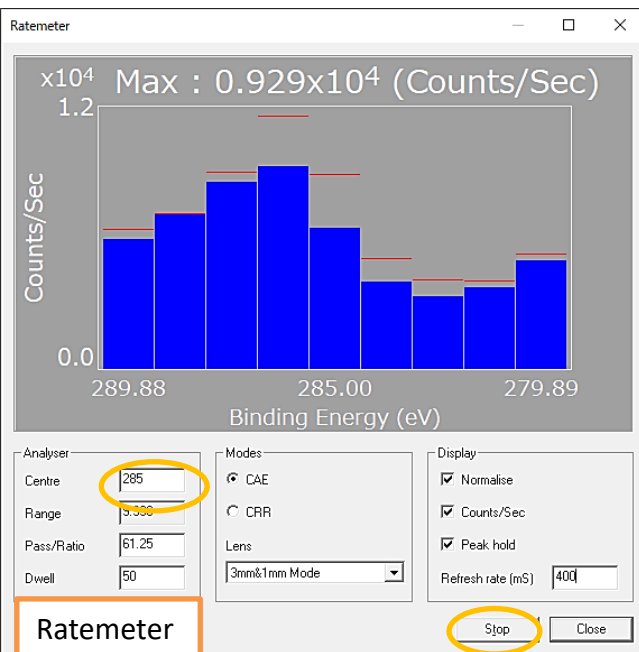 Ratemeter
x10⁴ Max : 0.929x10⁴ (Counts/Sec)
1.2
Counts/Sec
0.0
289.88 285.00 279.89
Binding Energy (eV)
Analyser
Centre 285
Range
Pass/Ratio 61.25
Dwell 50
Modes
CAE
CRR
Lens
3mm&1mm Mode
Display
Normalise
Counts/Sec
Peak hold
Refresh rate (mS) 400
Ratemeter
Stop Close